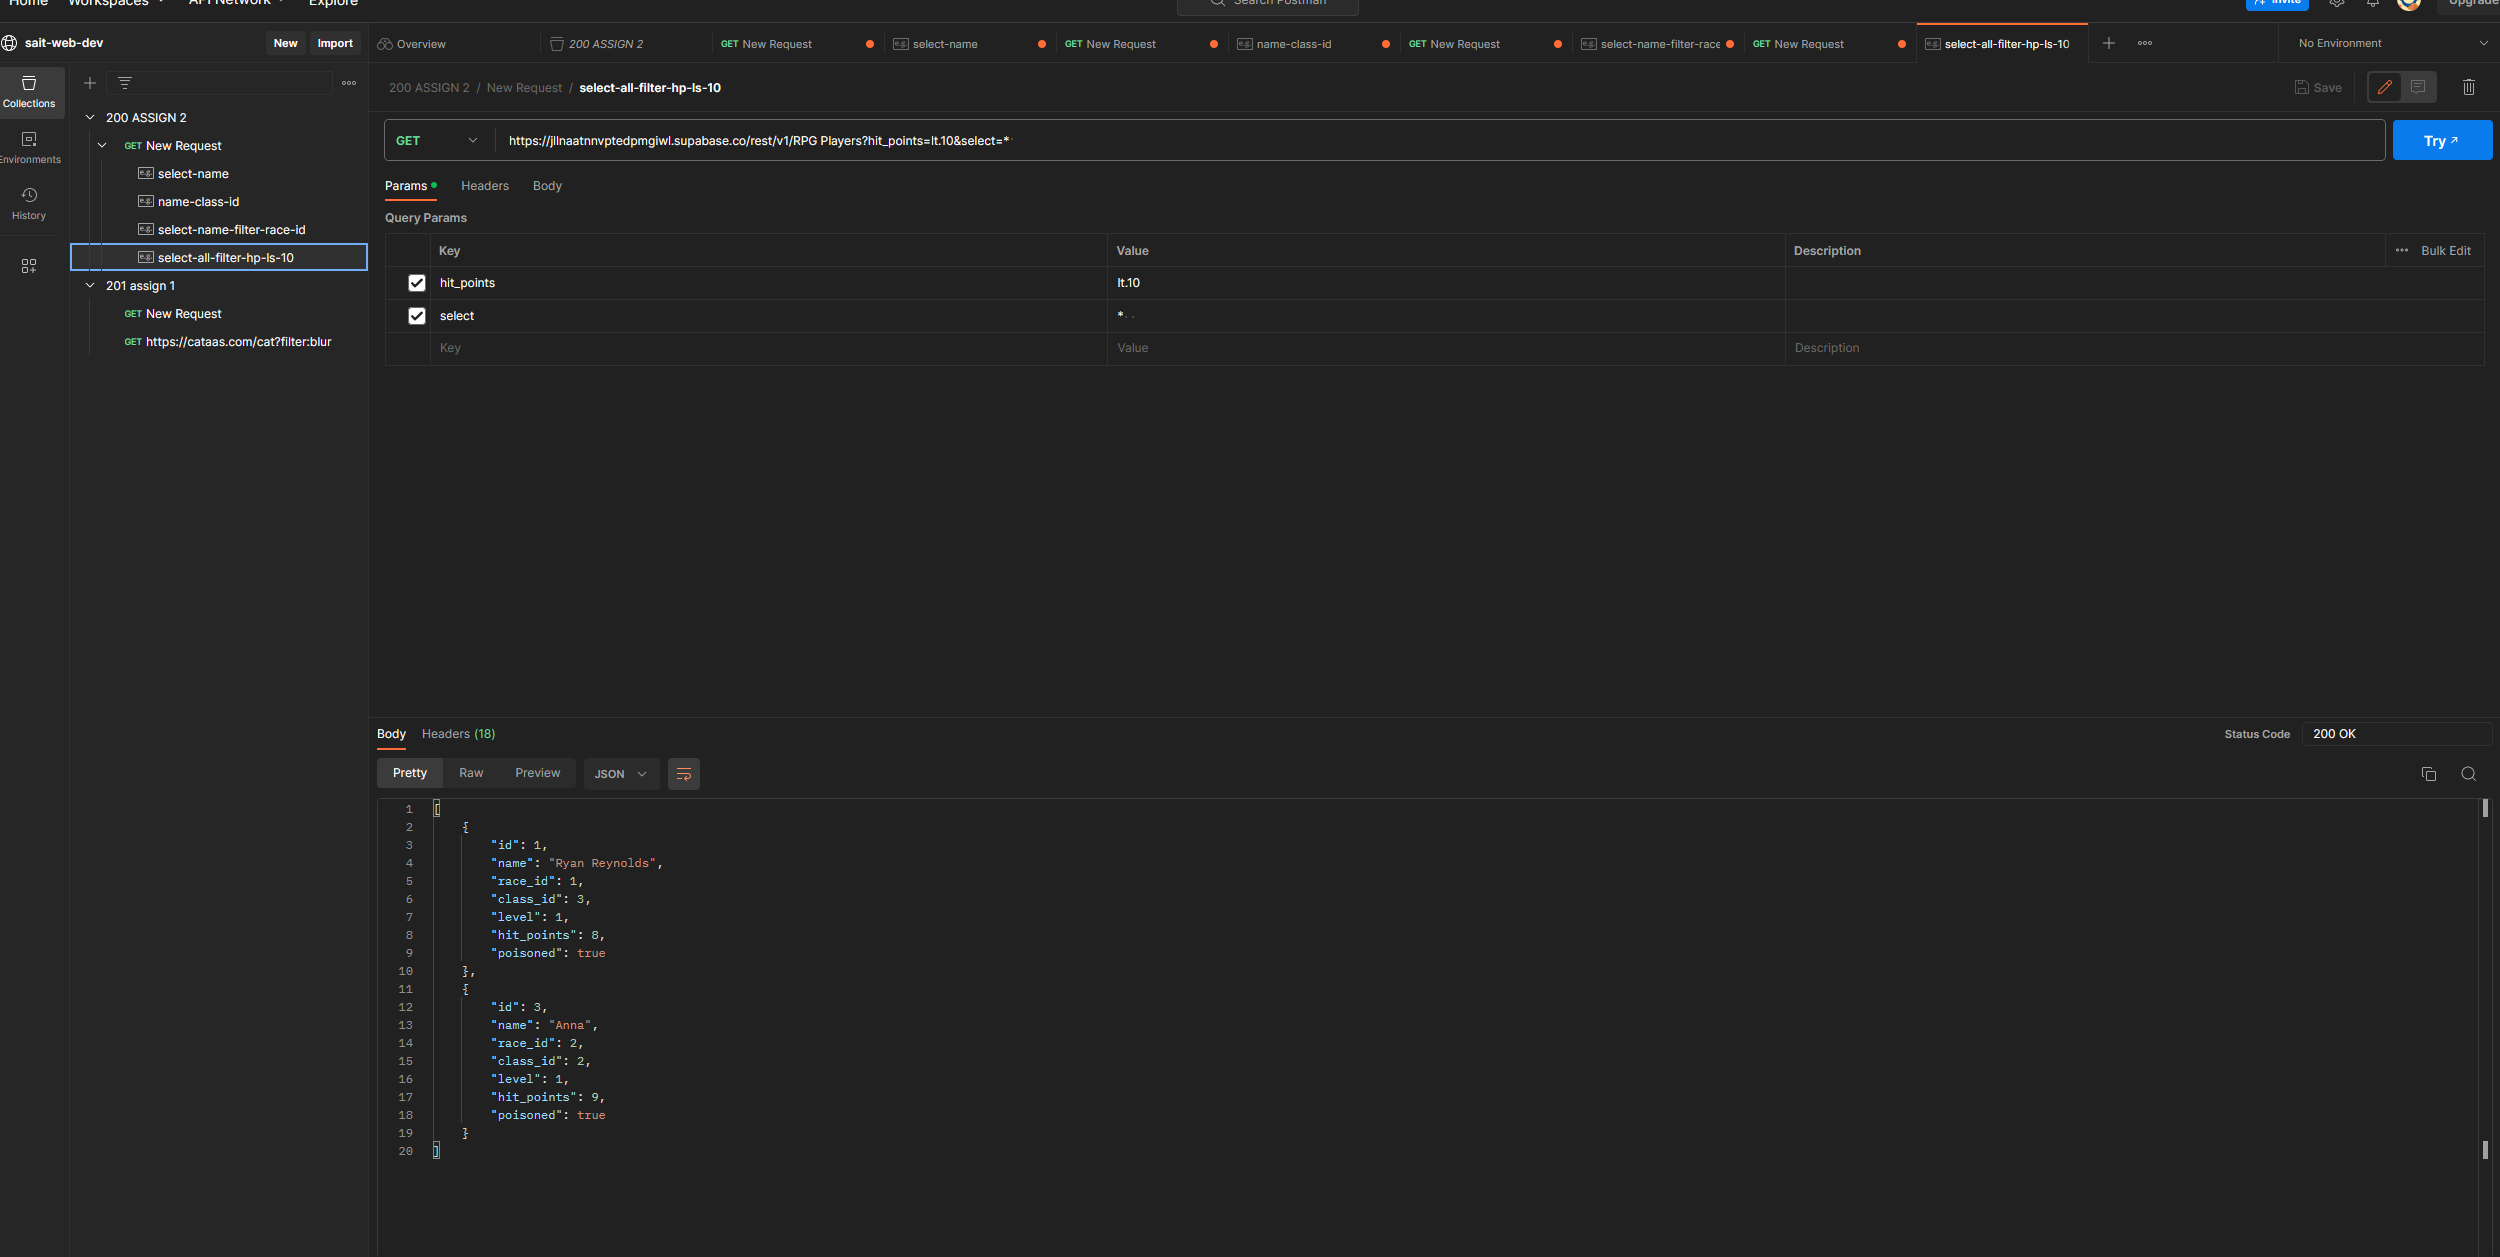 Home Workspaces API Network Explore
Search Postman
Invite
Upgrade
sait-web-dev
New Import
Overview
200 ASSIGN 2
GET New Request
e.g. select-name
GET New Request
e.g. name-class-id
GET New Request
e.g. select-name-filter-race
GET New Request
e.g. select-all-filter-hp-ls-10
No Environment
Collections
Environments
History
200 ASSIGN 2
GET New Request
e.g. select-name
e.g. name-class-id
e.g. select-name-filter-race-id
e.g. select-all-filter-hp-ls-10
201 assign 1
GET New Request
GET https://cataas.com/cat?filter:blur
200 ASSIGN 2 / New Request / select-all-filter-hp-ls-10
Save
GET https://jllnaatnnvptedpmgiwl.supabase.co/rest/v1/RPG Players?hit_points=lt.10&select=*
Try
Params Headers Body
Query Params
Key Value Description Bulk Edit
hit_points lt.10
select *
Key Value Description
Body Headers (18)
Status Code 200 OK
Pretty Raw Preview JSON
1 [
2 {
3 "id": 1,
4 "name": "Ryan Reynolds",
5 "race_id": 1,
6 "class_id": 3,
7 "level": 1,
8 "hit_points": 8,
9 "poisoned": true
10 },
11 {
12 "id": 3,
13 "name": "Anna",
14 "race_id": 2,
15 "class_id": 2,
16 "level": 1,
17 "hit_points": 9,
18 "poisoned": true
19 }
20 ]